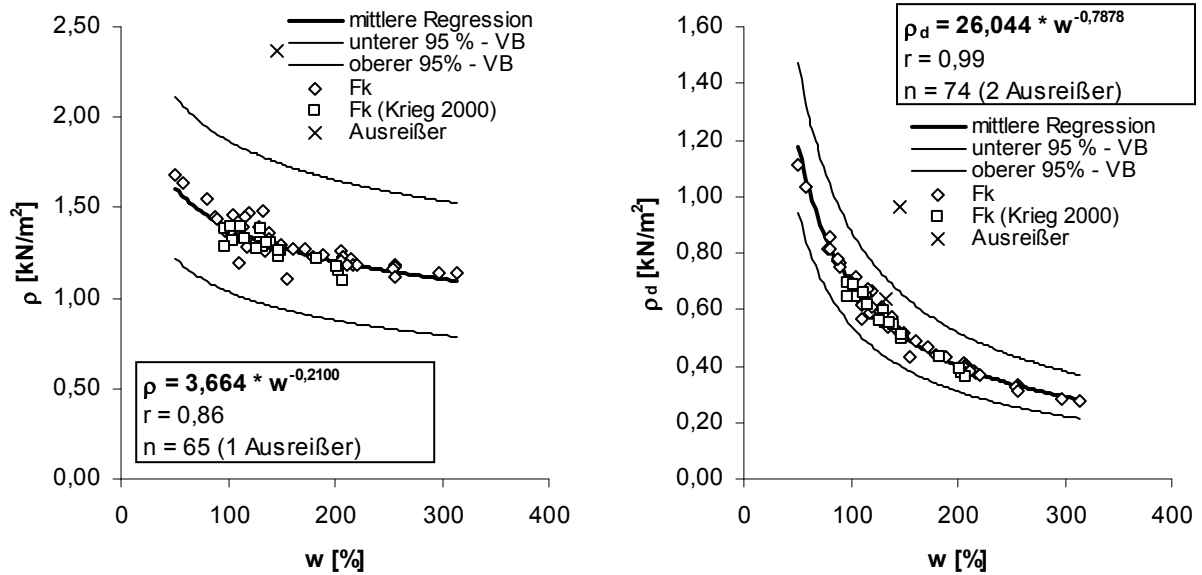 mittlere Regression
unterer 95 % - VB
oberer 95% - VB
Fk
Fk (Krieg 2000)
Ausreißer
2,50
2,00
1,50
1,00
0,50
0,00
ρ [kN/m²]
ρ = 3,664 * w-0,2100
r = 0,86
n = 65 (1 Ausreißer)
0 100 200 300 400
w [%]
ρd = 26,044 * w-0,7878
r = 0,99
n = 74 (2 Ausreißer)
mittlere Regression
unterer 95 % - VB
oberer 95% - VB
Fk
Fk (Krieg 2000)
Ausreißer
1,60
1,40
1,20
1,00
0,80
0,60
0,40
0,20
0,00
ρd [kN/m²]
0 100 200 300 400
w [%]